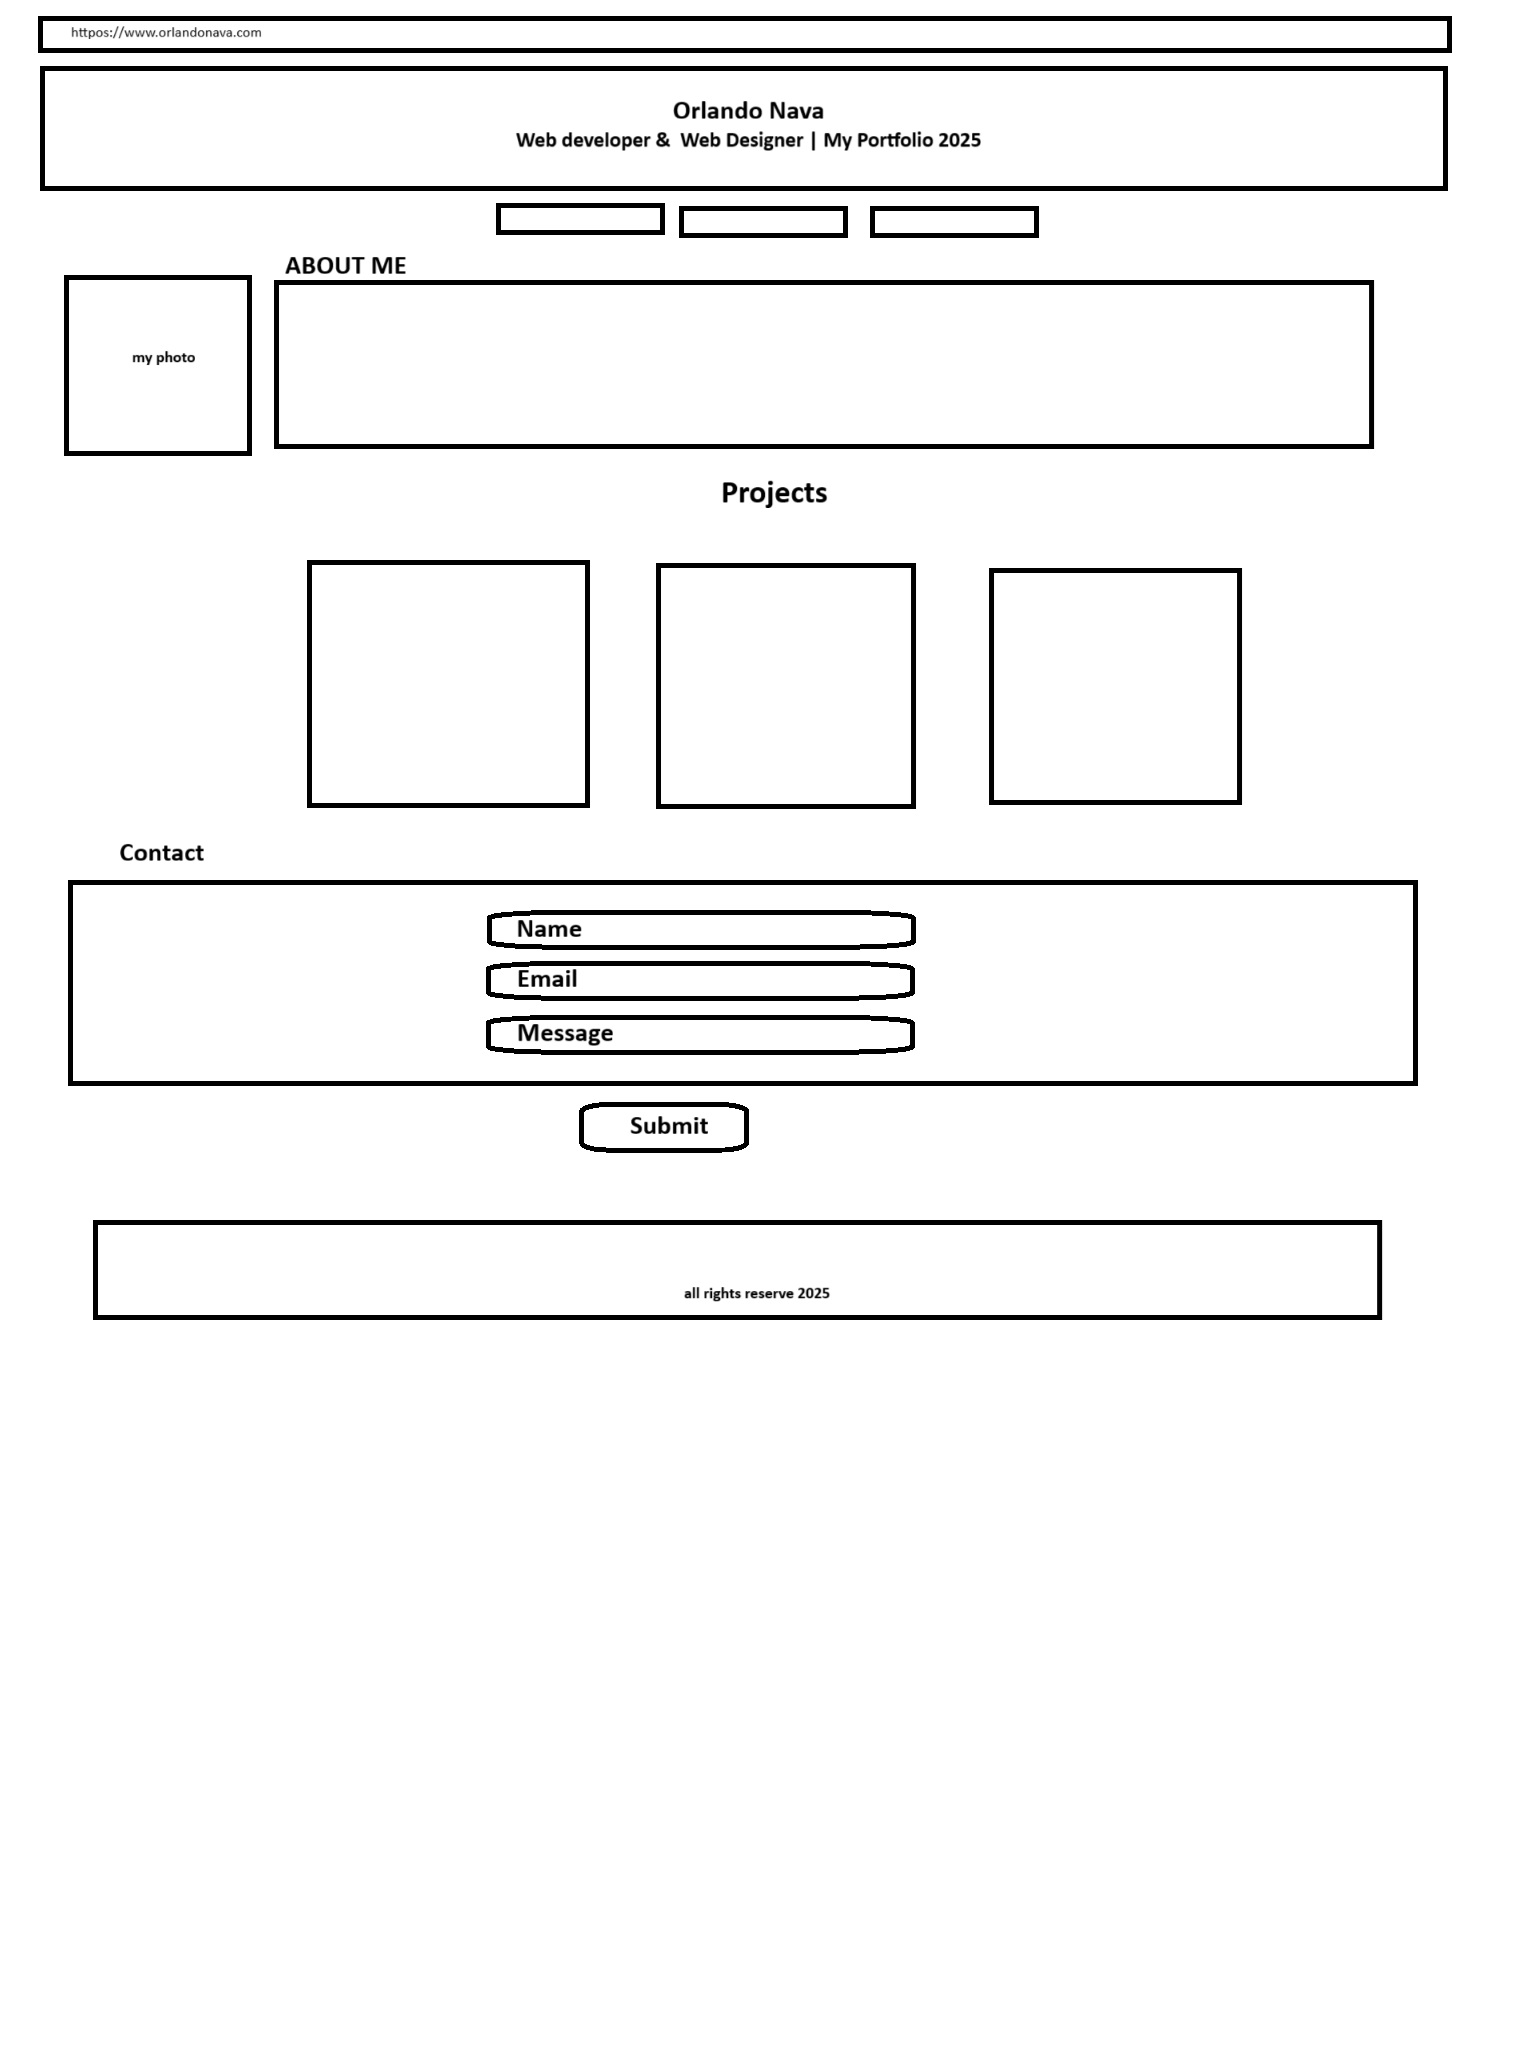 httpos://www.orlandonava.com
Orlando Nava
Web developer &  Web Designer | My Portfolio 2025
ABOUT ME
my photo
Projects
Contact
Name
Email
Message
Submit
all rights reserve 2025